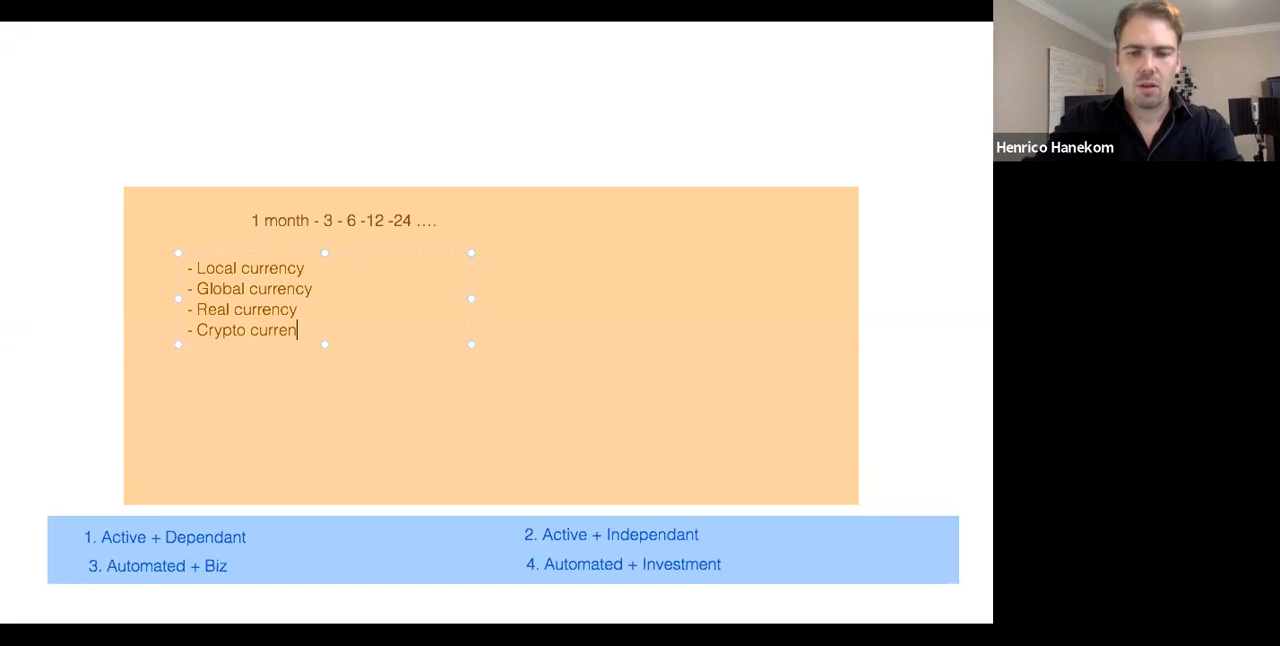 Henrico Hanekom
1 month - 3 - 6 -12 -24 ....
- Local currency
- Global currency
- Real currency
- Crypto curren
1. Active + Dependant
2. Active + Independant
3. Automated + Biz
4. Automated + Investment